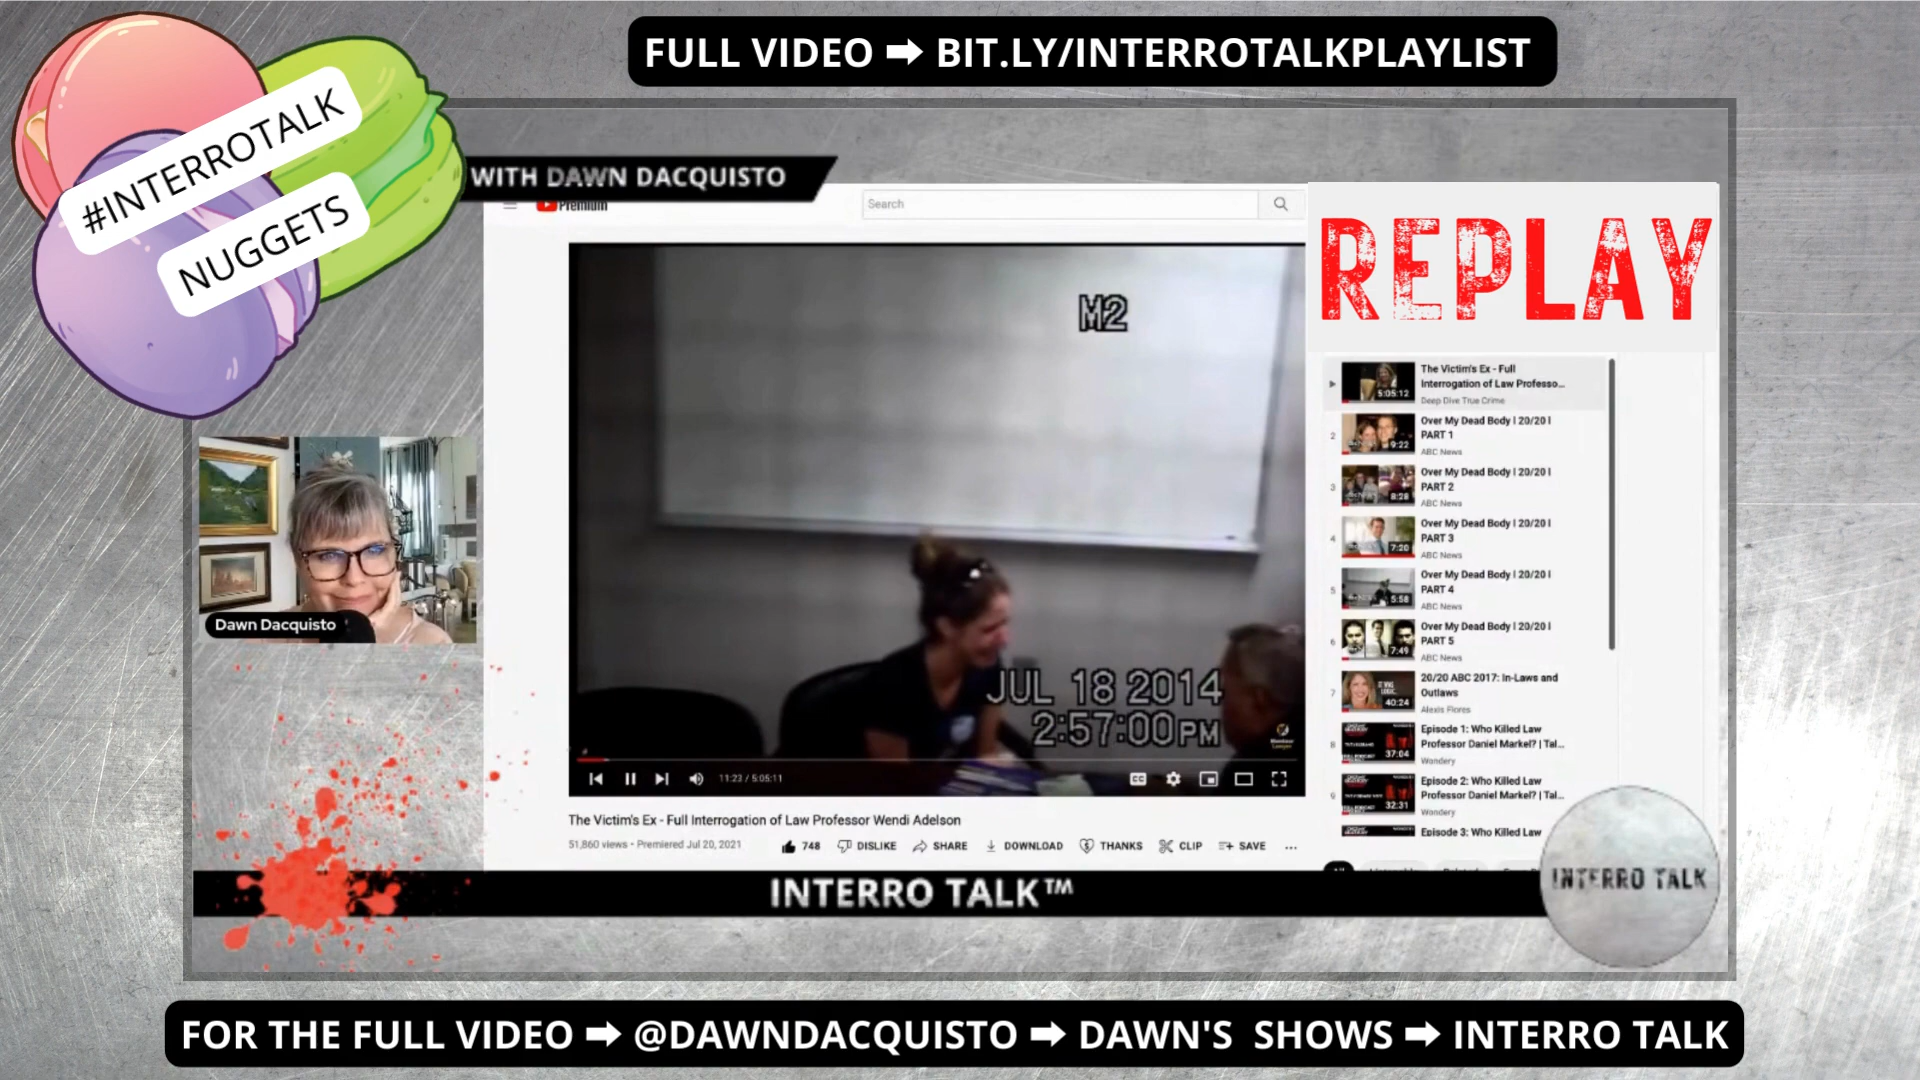 FULL VIDEO ➡ BIT.LY/INTERROTALKPLAYLIST
#INTERROTALK
NUGGETS
WITH DAWN DACQUISTO
Premium
Search
REPLAY
M2
JUL 18 2014
2:57:00PM
11:23 / 5:05:11
CC
The Victim's Ex - Full Interrogation of Law Professor Wendi Adelson
51,860 views • Premiered Jul 20, 2021
748
DISLIKE
SHARE
DOWNLOAD
THANKS
CLIP
SAVE
...
The Victim's Ex - Full
Interrogation of Law Professo...
Deep Dive True Crime
5:05:12
2
Over My Dead Body | 20/20 |
PART 1
ABC News
9:22
3
Over My Dead Body | 20/20 |
PART 2
ABC News
8:28
4
Over My Dead Body | 20/20 |
PART 3
ABC News
7:20
5
Over My Dead Body | 20/20 |
PART 4
ABC News
5:58
6
Over My Dead Body | 20/20 |
PART 5
ABC News
7:49
7
20/20 ABC 2017: In-Laws and
Outlaws
Alexis Flores
40:24
8
Episode 1: Who Killed Law
Professor Daniel Markel? | Tal...
Wondery
37:04
9
Episode 2: Who Killed Law
Professor Daniel Markel? | Tal...
Wondery
32:31
Episode 3: Who Killed Law
Dawn Dacquisto
INTERRO TALK™
INTERRO TALK
FOR THE FULL VIDEO ➡ @DAWNDACQUISTO ➡ DAWN'S SHOWS ➡ INTERRO TALK